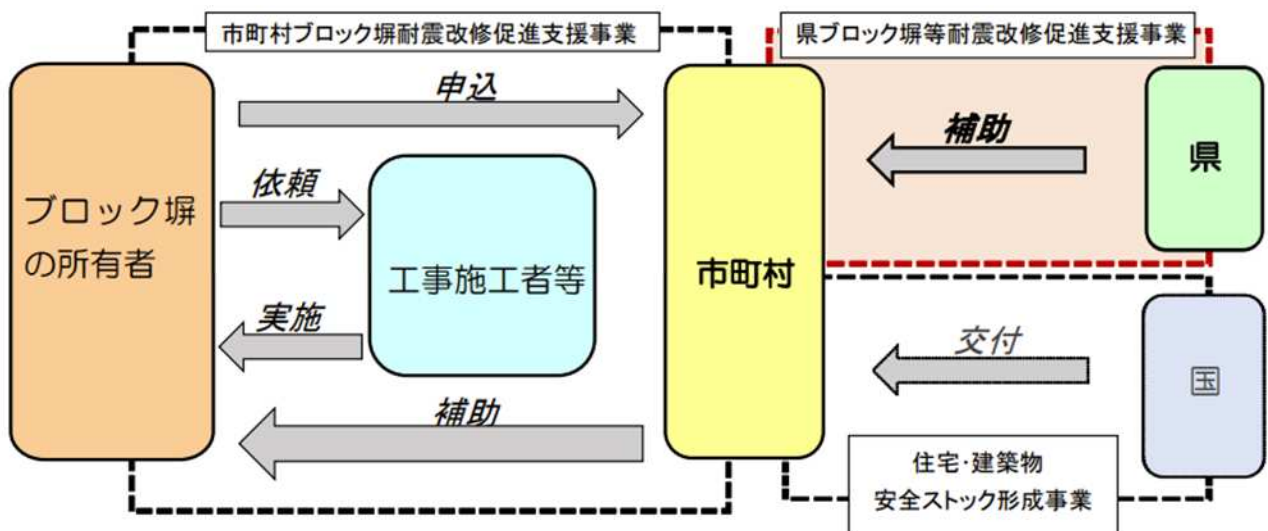 市町村ブロック塀耐震改修促進支援事業
県ブロック塀等耐震改修促進支援事業
申込
補助
県
依頼
ブロック塀
の所有者
工事施工者等
市町村
実施
交付
国
補助
住宅・建築物
安全ストック形成事業